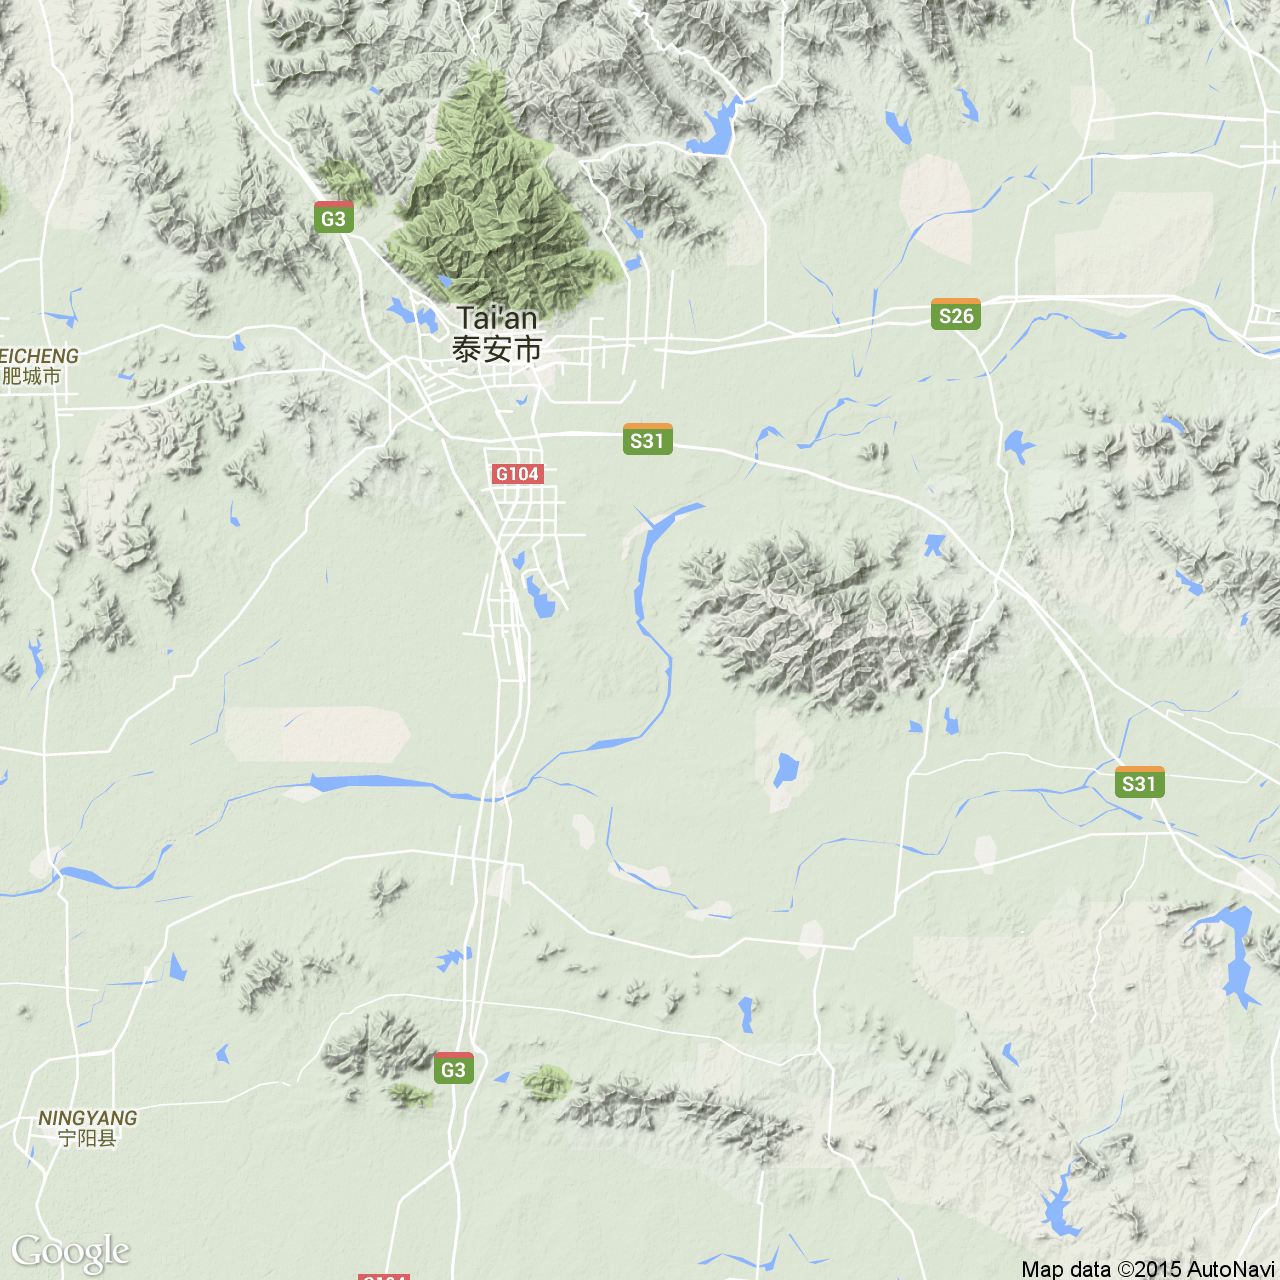 G3
Tai'an
泰安市
S26
EICHENG
肥城市
S31
G104
S31
G3
NINGYANG
宁阳县
Google
G104
Map data ©2015 AutoNavi